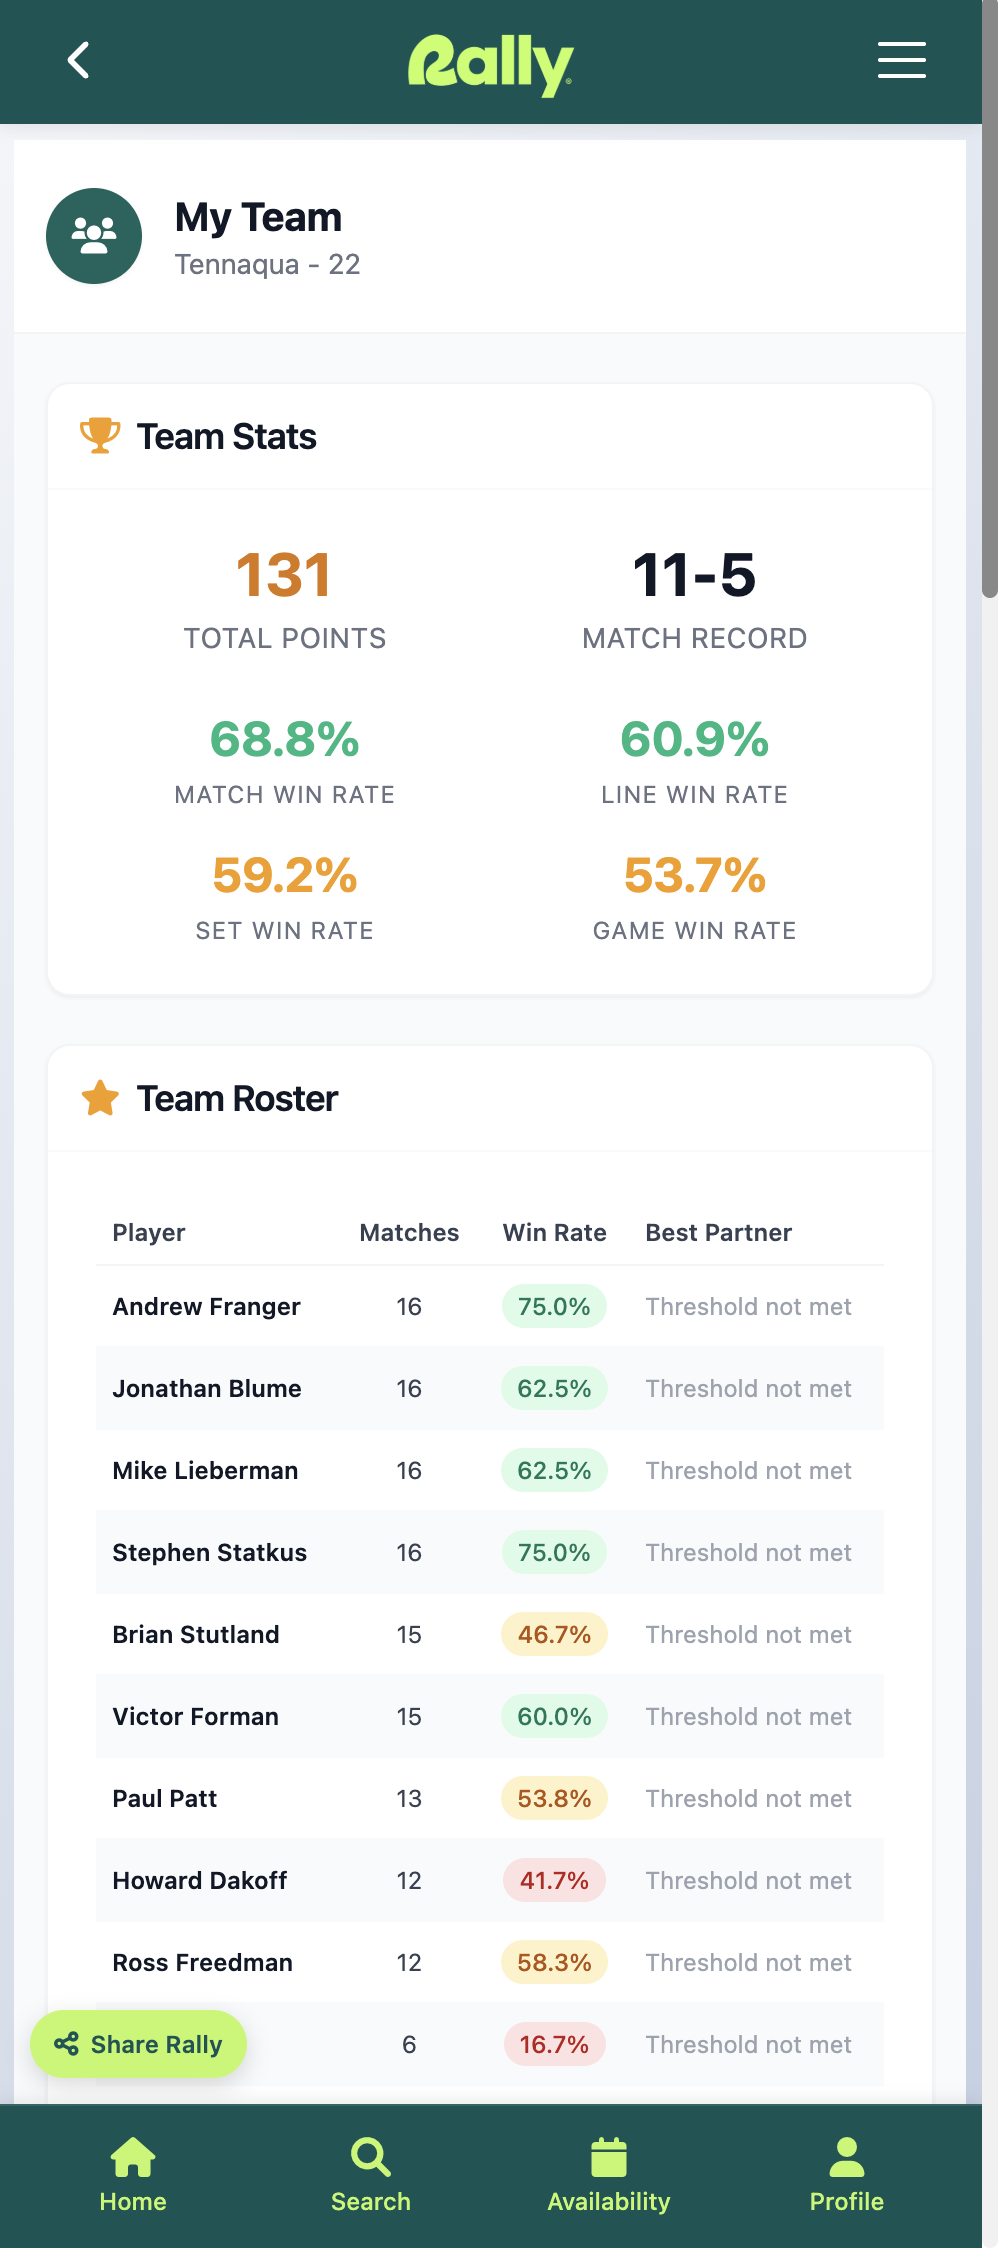 Rally
My Team
Tennaqua - 22
Team Stats
131
TOTAL POINTS
11-5
MATCH RECORD
68.8%
MATCH WIN RATE
60.9%
LINE WIN RATE
59.2%
SET WIN RATE
53.7%
GAME WIN RATE
Team Roster
Player Matches Win Rate Best Partner
Andrew Franger 16 75.0% Threshold not met
Jonathan Blume 16 62.5% Threshold not met
Mike Lieberman 16 62.5% Threshold not met
Stephen Statkus 16 75.0% Threshold not met
Brian Stutland 15 46.7% Threshold not met
Victor Forman 15 60.0% Threshold not met
Paul Patt 13 53.8% Threshold not met
Howard Dakoff 12 41.7% Threshold not met
Ross Freedman 12 58.3% Threshold not met
Share Rally 6 16.7% Threshold not met
Home Search Availability Profile